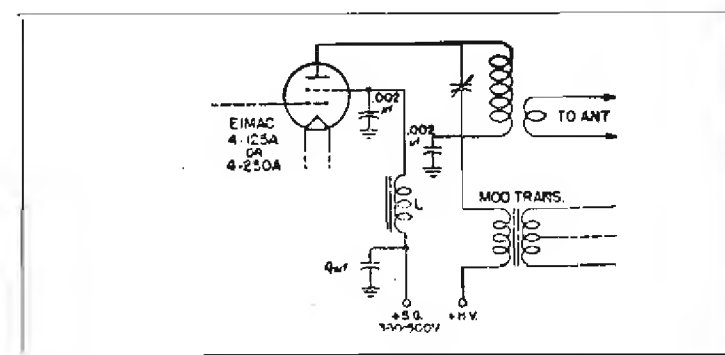 .002
μf
EIMAC
4-125A
OR
4-250A
.002
μf
TO ANT
MOD TRANS.
L
+S.G.
300-500V
+H.V.